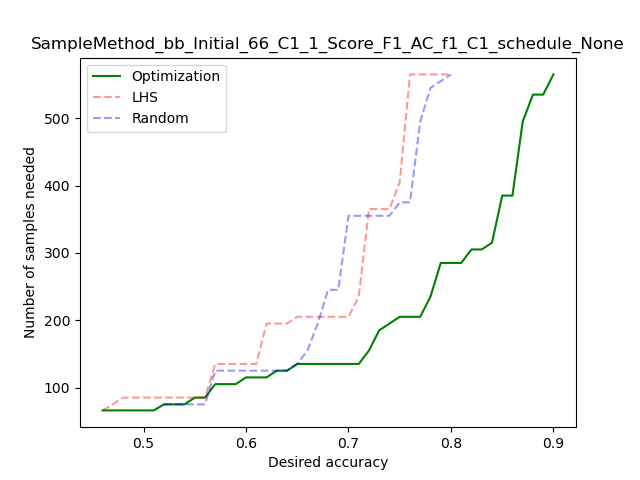 SampleMethod_bb_Initial_66_C1_1_Score_F1_AC_f1_C1_schedule_None
Optimization
LHS
Random
Number of samples needed
500
400
300
200
100
0.5 0.6 0.7 0.8 0.9
Desired accuracy